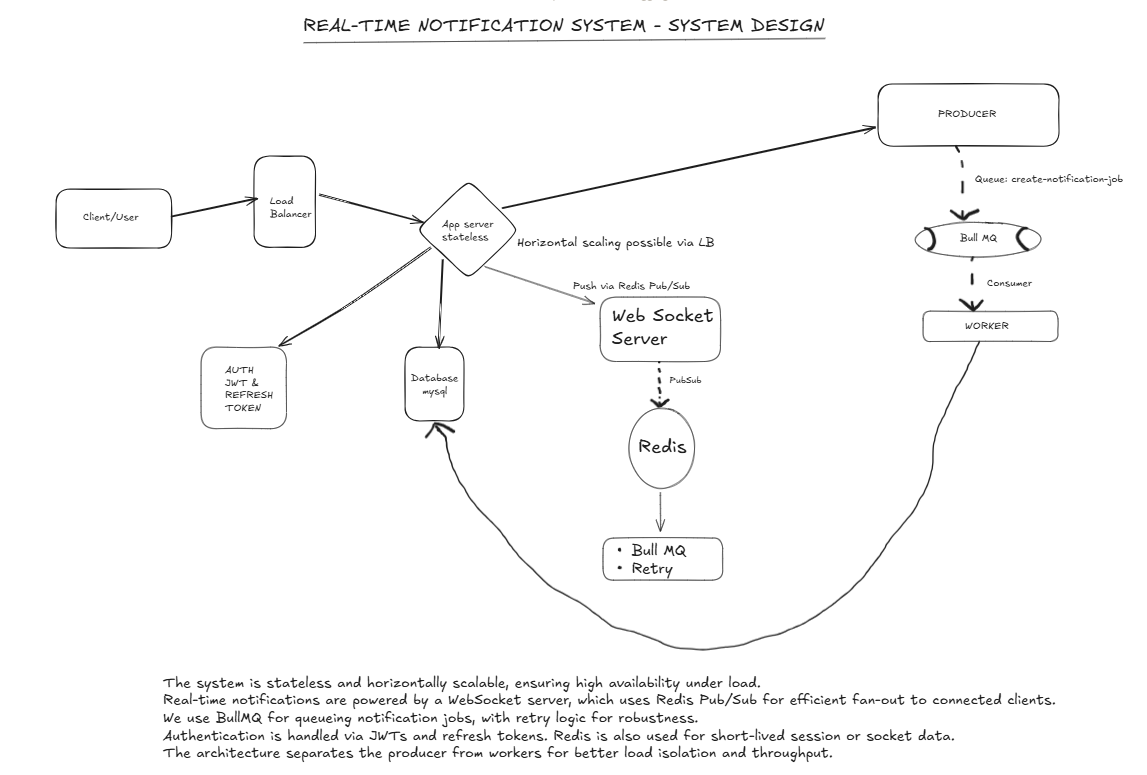 REAL-TIME NOTIFICATION SYSTEM - SYSTEM DESIGN
PRODUCER
Queue: create-notification-job
Client/User
Load
Balancer
App server
stateless
Horizontal scaling possible via LB
Bull MQ
Consumer
Push via Redis Pub/Sub
Web Socket
Server
WORKER
AUTH
JWT &
REFRESH
TOKEN
Database
mysql
PubSub
Redis
• Bull MQ
• Retry
The system is stateless and horizontally scalable, ensuring high availability under load.
Real-time notifications are powered by a WebSocket server, which uses Redis Pub/Sub for efficient fan-out to connected clients.
We use BullMQ for queueing notification jobs, with retry logic for robustness.
Authentication is handled via JWTs and refresh tokens. Redis is also used for short-lived session or socket data.
The architecture separates the producer from workers for better load isolation and throughput.